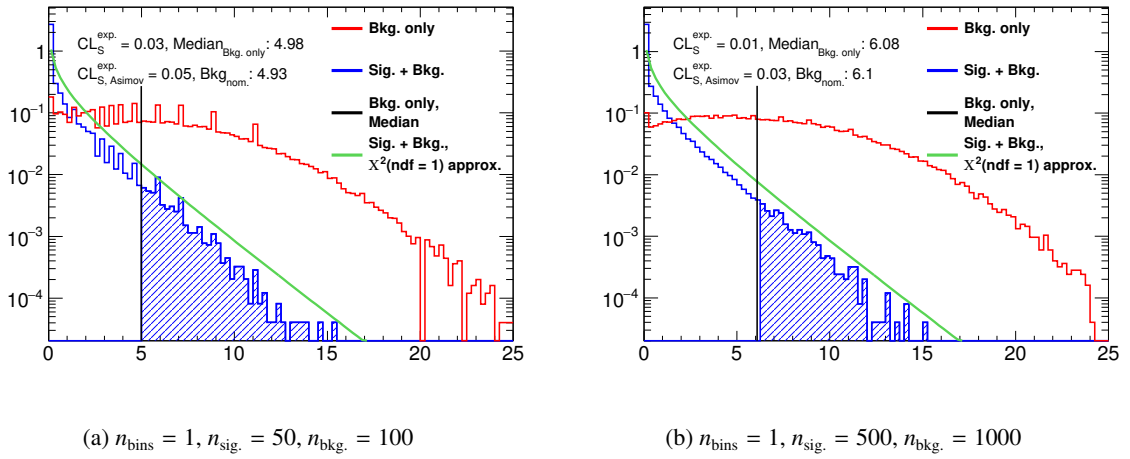 CL_S^exp. = 0.03, Median_Bkg. only: 4.98
CL_S, Asimov^exp. = 0.05, Bkg_nom.: 4.93
Bkg. only
Sig. + Bkg.
Bkg. only,
Median
Sig. + Bkg.,
Χ²(ndf = 1) approx.
1
10⁻¹
10⁻²
10⁻³
10⁻⁴
0 5 10 15 20 25
(a) n_bins = 1, n_sig. = 50, n_bkg. = 100
CL_S^exp. = 0.01, Median_Bkg. only: 6.08
CL_S, Asimov^exp. = 0.03, Bkg_nom.: 6.1
Bkg. only
Sig. + Bkg.
Bkg. only,
Median
Sig. + Bkg.,
Χ²(ndf = 1) approx.
1
10⁻¹
10⁻²
10⁻³
10⁻⁴
0 5 10 15 20 25
(b) n_bins = 1, n_sig. = 500, n_bkg. = 1000